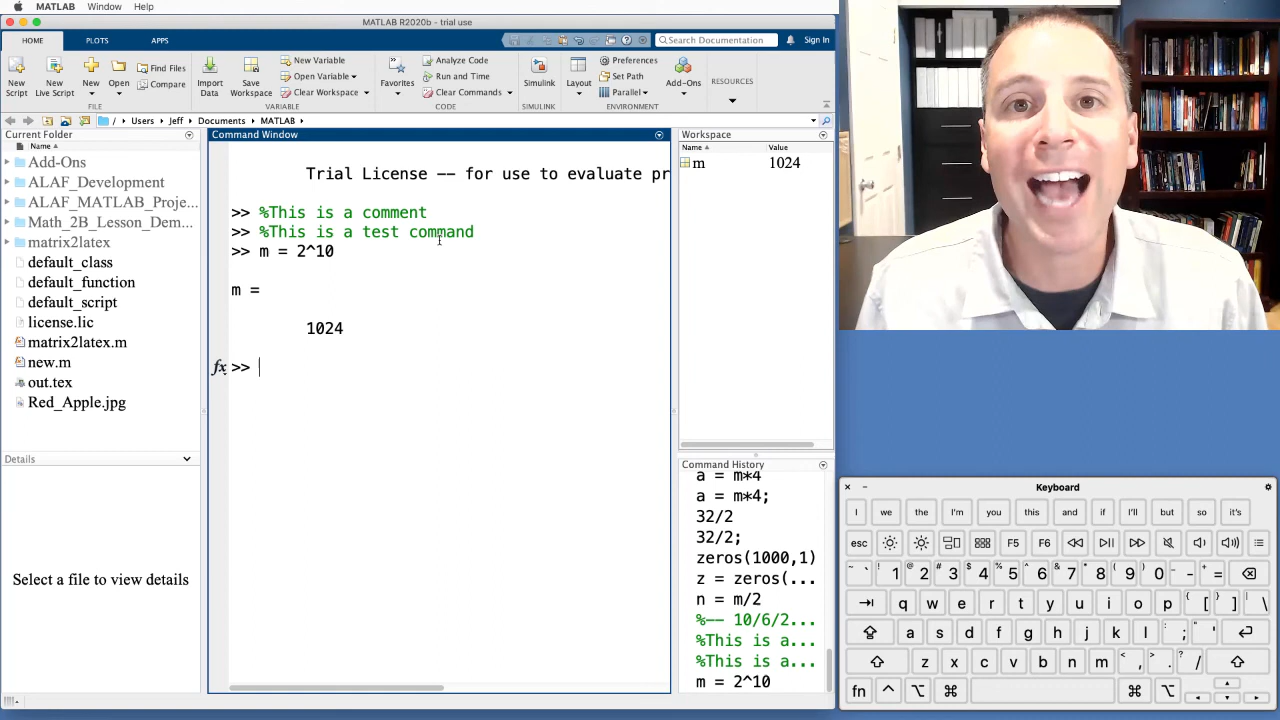 MATLAB Window Help
MATLAB R2020b - trial use
HOME PLOTS APPS
Search Documentation
Sign In
New Script
New Live Script
New
Open
Find Files
Compare
FILE
Import Data
Save Workspace
New Variable
Open Variable
Clear Workspace
VARIABLE
Favorites
Analyze Code
Run and Time
Clear Commands
CODE
Simulink
SIMULINK
Layout
Preferences
Set Path
Parallel
Add-Ons
ENVIRONMENT
RESOURCES
/ Users Jeff Documents MATLAB
Current Folder
Name
Add-Ons
ALAF_Development
ALAF_MATLAB_Proje...
Math_2B_Lesson_Dem...
matrix2latex
default_class
default_function
default_script
license.lic
matrix2latex.m
new.m
out.tex
Red_Apple.jpg
Details
Select a file to view details
Command Window
Trial License -- for use to evaluate pr
>> %This is a comment
>> %This is a test command
>> m = 2^10
m =
1024
fx >>
Workspace
Name Value
m 1024
Command History
a = m*4
a = m*4;
32/2
32/2;
zeros(1000,1)
z = zeros(...
n = m/2
%-- 10/6/2...
%This is a...
%This is a...
m = 2^10
Keyboard
I we the I'm you this and if I'll but so it's
esc F5 F6
~ ` ! 1 @ 2 # 3 $ 4 % 5 ^ 6 & 7 * 8 ( 9 ) 0 _ - + =
q w e r t y u i o p { [ } ] | \
a s d f g h j k l : ; " '
z x c v b n m < , > . ? /
fn ^ ⌥ ⌘ ⌘ ⌥